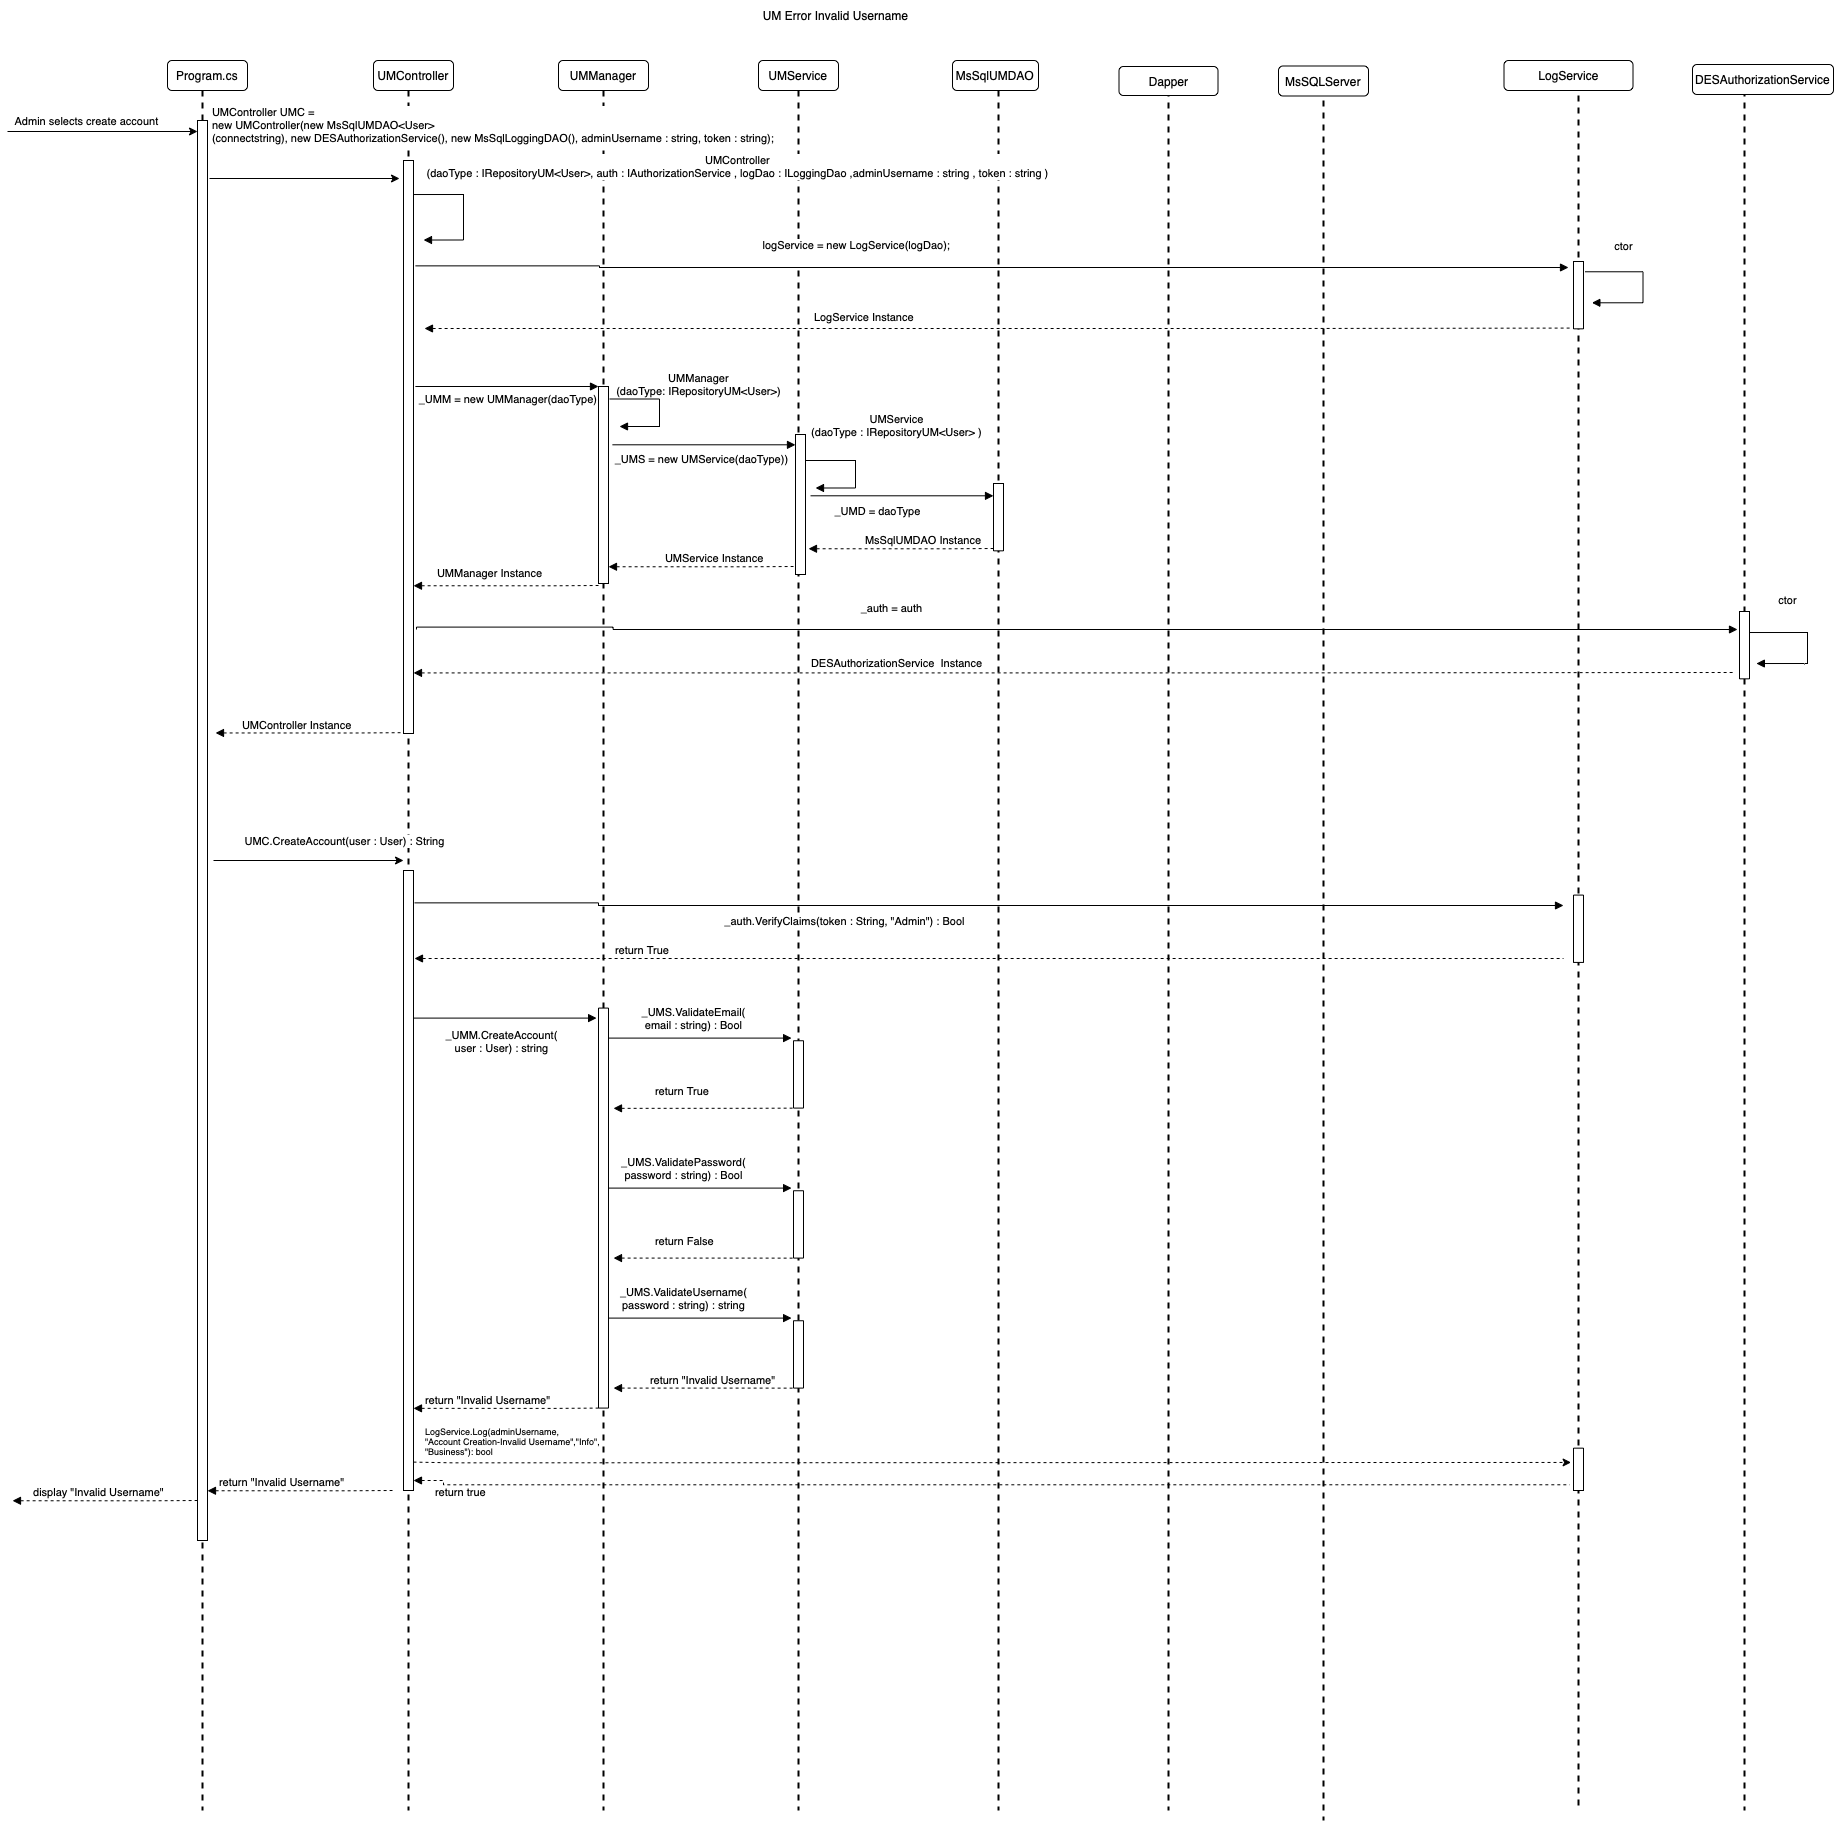 UM Error Invalid Username
Program.cs
UMController
UMManager
UMService
MsSqlUMDAO
Dapper
MsSQLServer
LogService
DESAuthorizationService
Admin selects create account
UMController UMC =
new UMController(new MsSqlUMDAO<User>
(connectstring), new DESAuthorizationService(), new MsSqlLoggingDAO(), adminUsername : string, token : string);
UMController
(daoType : IRepositoryUM<User>, auth : IAuthorizationService , logDao : ILoggingDao ,adminUsername : string , token : string )
logService = new LogService(logDao);
ctor
LogService Instance
_UMM = new UMManager(daoType)
UMManager
(daoType: IRepositoryUM<User>)
UMService
(daoType : IRepositoryUM<User> )
_UMS = new UMService(daoType))
_UMD = daoType
MsSqlUMDAO Instance
UMService Instance
UMManager Instance
_auth = auth
ctor
DESAuthorizationService  Instance
UMController Instance
UMC.CreateAccount(user : User) : String
_auth.VerifyClaims(token : String, "Admin") : Bool
return True
_UMM.CreateAccount(
user : User) : string
_UMS.ValidateEmail(
email : string) : Bool
return True
_UMS.ValidatePassword(
password : string) : Bool
return False
_UMS.ValidateUsername(
password : string) : string
return "Invalid Username"
return "Invalid Username"
LogService.Log(adminUsername,
"Account Creation-Invalid Username","Info",
"Business"): bool
return true
return "Invalid Username"
display "Invalid Username"